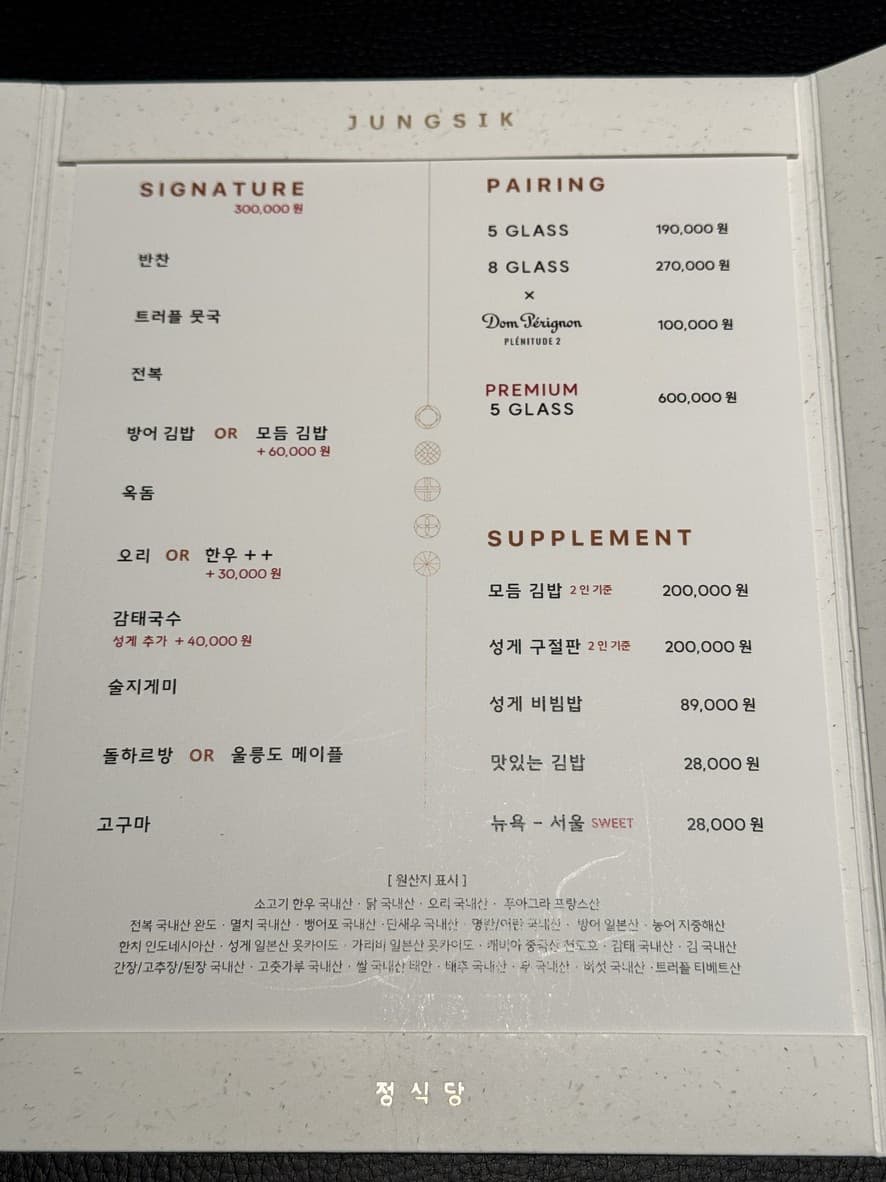 JUNGSIK
SIGNATURE
300,000 원
반찬
트러플 뭇국
전복
방어 김밥 OR 모듬 김밥
+60,000 원
옥돔
오리 OR 한우 ++
+30,000 원
감태국수
성게 추가 +40,000 원
술지게미
돌하르방 OR 울릉도 메이플
고구마
PAIRING
5 GLASS 190,000 원
8 GLASS 270,000 원
×
Dom Pérignon 100,000 원
PLÉNITUDE 2
PREMIUM
5 GLASS 600,000 원
SUPPLEMENT
모듬 김밥 2인 기준 200,000 원
성게 구절판 2인 기준 200,000 원
성게 비빔밥 89,000 원
맛있는 김밥 28,000 원
뉴욕 - 서울 SWEET 28,000 원
[ 원산지 표시 ]
소고기 한우 국내산 · 닭 국내산 · 오리 국내산 · 푸아그라 프랑스산
전복 국내산 완도 · 멸치 국내산 · 뱅어포 국내산 · 단새우 국내산 · 명란/어란 국내산 · 방어 일본산 · 농어 지중해산
한치 인도네시아산 · 성게 일본산 홋카이도 · 가리비 일본산 홋카이도 · 캐비아 중국산 천도호 · 감태 국내산 · 김 국내산
간장/고추장/된장 국내산 · 고춧가루 국내산 · 쌀 국내산 태안 · 배추 국내산 · 무 국내산 · 버섯 국내산 · 트러플 티베트산
정식당